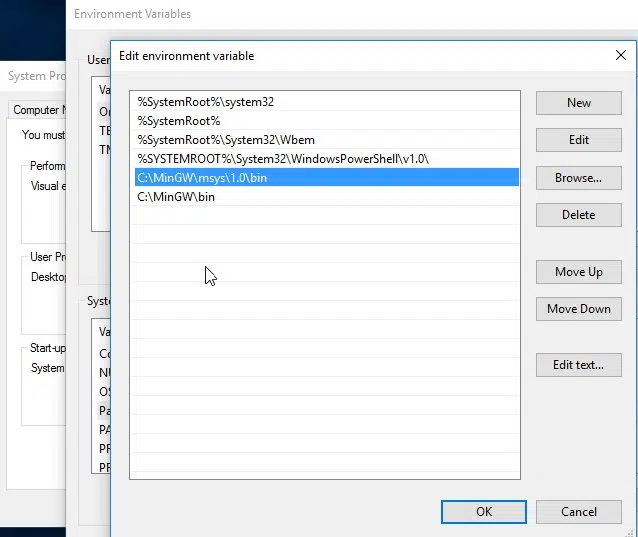 Environment Variables
System Pro
Computer N
You must
Perform
Visual e
User Pro
Desktop
Start-up
System
User
Va
On
TE
TM
Syste
Va
Co
NU
OS
Pa
PA
PR
PR
Edit environment variable
%SystemRoot%\system32
%SystemRoot%
%SystemRoot%\System32\Wbem
%SYSTEMROOT%\System32\WindowsPowerShell\v1.0\
C:\MinGW\msys\1.0\bin
C:\MinGW\bin
New
Edit
Browse...
Delete
Move Up
Move Down
Edit text...
OK
Cancel